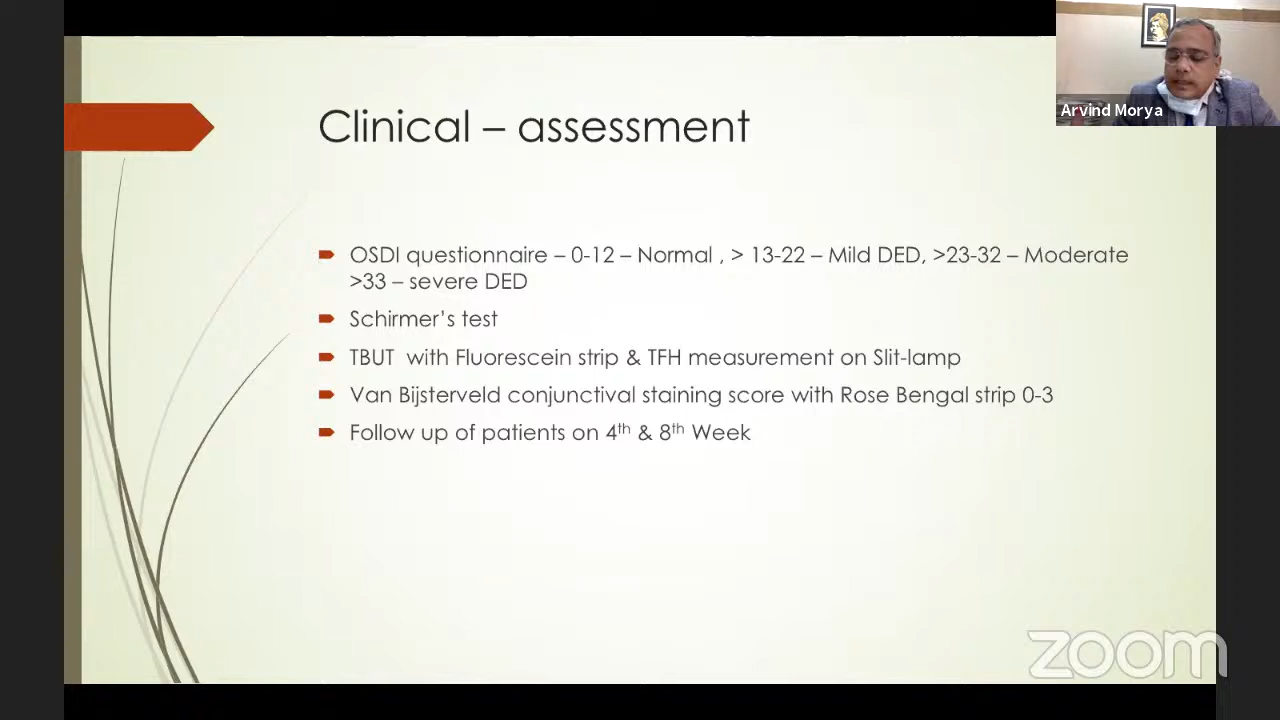 Arvind Morya
Clinical – assessment
OSDI questionnaire – 0-12 – Normal , > 13-22 – Mild DED, >23-32 – Moderate
>33 – severe DED
Schirmer’s test
TBUT  with Fluorescein strip & TFH measurement on Slit-lamp
Van Bijsterveld conjunctival staining score with Rose Bengal strip 0-3
Follow up of patients on 4th & 8th Week
zoom